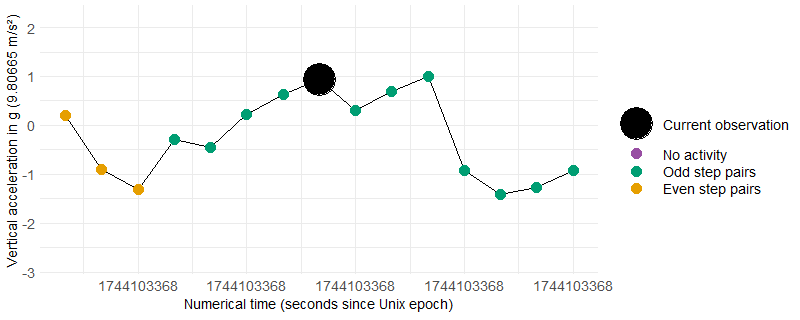 Vertical acceleration in g (9.80665 m/s²)
2
1
0
-1
-2
-3
1744103368 1744103368 1744103368 1744103368 1744103368
Numerical time (seconds since Unix epoch)
Current observation
No activity
Odd step pairs
Even step pairs